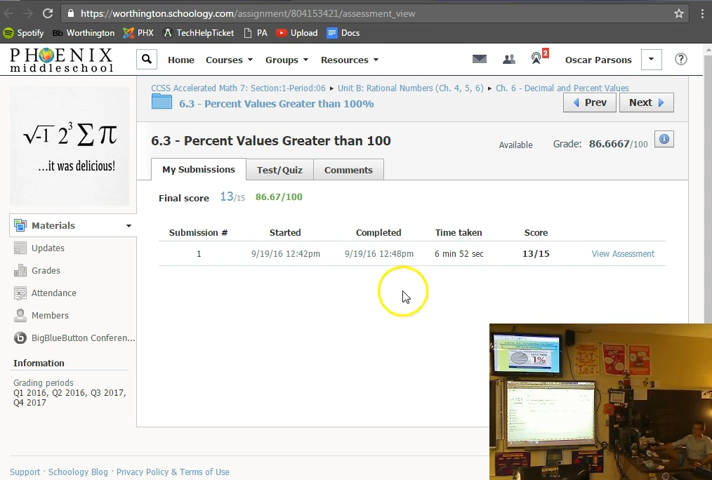 https://worthington.schoology.com/assignment/804153421/assessment_view
Spotify Worthington PHX TechHelpTicket PA Upload Docs
PHOENIX
middleschool
Home Courses Groups Resources 2 Oscar Parsons ?
CCSS Accelerated Math 7: Section:1-Period:06 Unit B: Rational Numbers (Ch. 4, 5, 6) Ch. 6 - Decimal and Percent Values
6.3 - Percent Values Greater than 100%
Prev Next
√-1 2³ Σ π
...it was delicious!
6.3 - Percent Values Greater than 100
Available Grade: 86.6667/100
My Submissions Test/Quiz Comments
Final score 13/15 86.67/100
Submission # Started Completed Time taken Score
1 9/19/16 12:42pm 9/19/16 12:48pm 6 min 52 sec 13/15 View Assessment
Materials
Updates
Grades
Attendance
Members
BigBlueButton Conferen...
Information
Grading periods
Q1 2016, Q2 2016, Q3 2017,
Q4 2017
1%
Support · Schoology Blog · Privacy Policy & Terms of Use